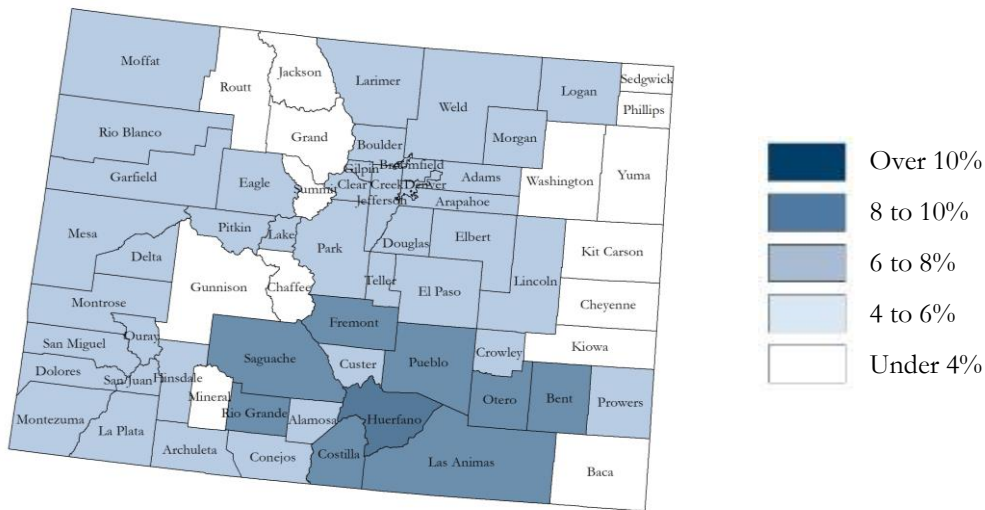 Moffat
Routt
Jackson
Larimer
Weld
Logan
Sedgwick
Phillips
Rio Blanco
Grand
Boulder
Morgan
Garfield
Eagle
Summit
Gilpin
Clear Creek
Broomfield
Denver
Jefferson
Adams
Arapahoe
Washington
Yuma
Mesa
Pitkin
Lake
Park
Douglas
Elbert
Lincoln
Kit Carson
Delta
Gunnison
Chaffee
Teller
El Paso
Cheyenne
Montrose
Fremont
Kiowa
San Miguel
Ouray
Saguache
Custer
Pueblo
Crowley
Dolores
San Juan
Hinsdale
Mineral
Rio Grande
Alamosa
Huerfano
Otero
Bent
Prowers
Montezuma
La Plata
Archuleta
Conejos
Costilla
Las Animas
Baca
Over 10%
8 to 10%
6 to 8%
4 to 6%
Under 4%